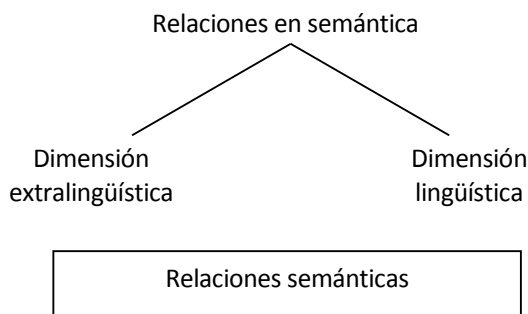 Relaciones en semántica
Dimensión
extralingüística
Dimensión
lingüística
Relaciones semánticas